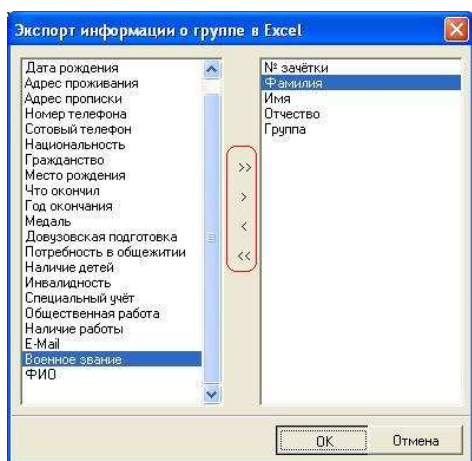 Экспорт информации о группе в Excel
Дата рождения
Адрес проживания
Адрес прописки
Номер телефона
Сотовый телефон
Национальность
Гражданство
Место рождения
Что окончил
Год окончания
Медаль
Довузовская подготовка
Потребность в общежитии
Наличие детей
Инвалидность
Специальный учёт
Общественная работа
Наличие работы
E-Mail
Военное звание
ФИО
>>
>
<
<<
№ зачётки
Фамилия
Имя
Отчество
Группа
OK
Отмена